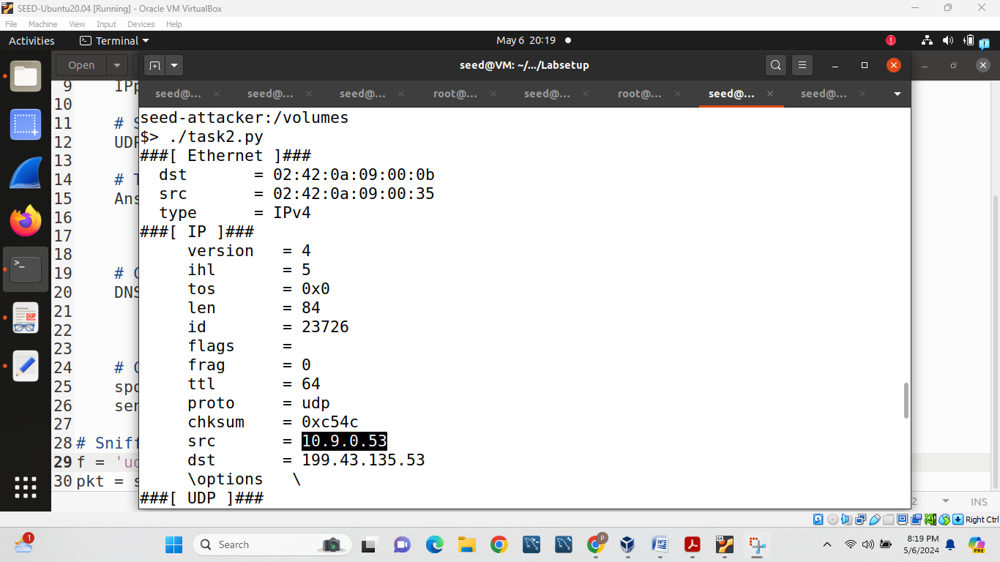 SEED-Ubuntu20.04 [Running] - Oracle VM VirtualBox
File Machine View Input Devices Help
Activities Terminal May 6 20:19
Open seed@VM: ~/.../Labsetup
seed@... seed@... seed@... root@... seed@... root@... seed@... seed@...
9 IPp
10
11 # S
12 UDP
13
14 # T
15 Ans
16
17
18
19 # C
20 DNS
21
22
23
24 # C
25 spo
26 sen
27
28 # Sniff
29 f = 'ud
30 pkt = s
seed-attacker:/volumes
$> ./task2.py
###[ Ethernet ]###
dst = 02:42:0a:09:00:0b
src = 02:42:0a:09:00:35
type = IPv4
###[ IP ]###
version = 4
ihl = 5
tos = 0x0
len = 84
id = 23726
flags =
frag = 0
ttl = 64
proto = udp
chksum = 0xc54c
src = 10.9.0.53
dst = 199.43.135.53
\options \
###[ UDP ]###
2 INS
Right Ctrl
1 Search P PRE
8:19 PM
5/6/2024